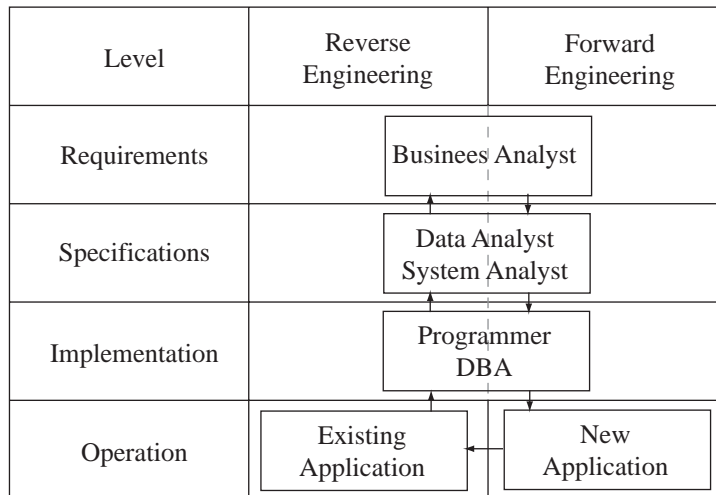 Level
Reverse
Engineering
Forward
Engineering
Requirements
Businees Analyst
Specifications
Data Analyst
System Analyst
Implementation
Programmer
DBA
Operation
Existing
Application
New
Application